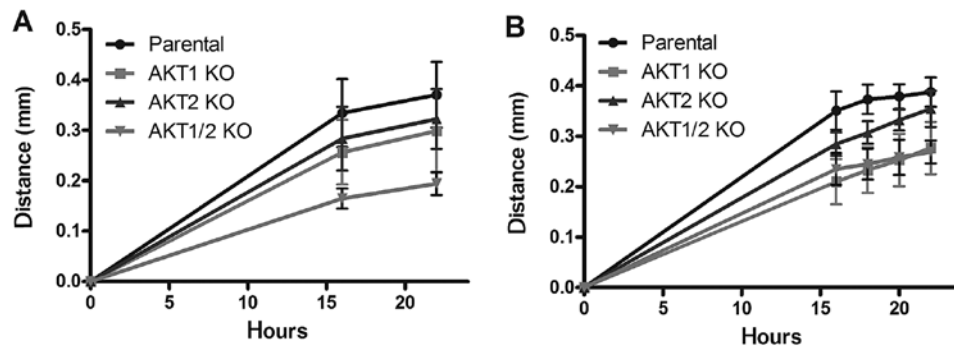 A
Parental
AKT1 KO
AKT2 KO
AKT1/2 KO
Distance (mm)
0.5
0.4
0.3
0.2
0.1
0.0
0 5 10 15 20
Hours
B
Parental
AKT1 KO
AKT2 KO
AKT1/2 KO
Distance (mm)
0.5
0.4
0.3
0.2
0.1
0.0
0 5 10 15 20
Hours